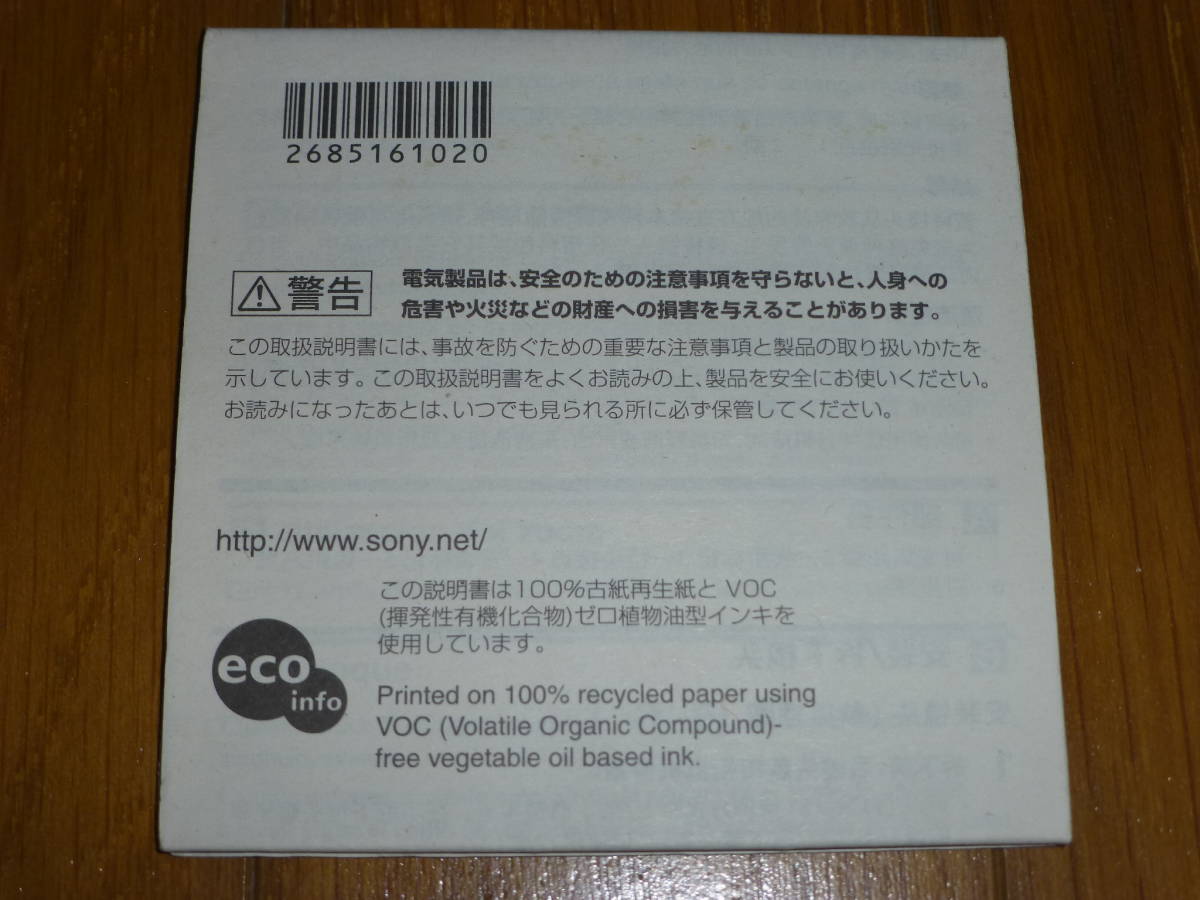 2685161020
警告
電気製品は、安全のための注意事項を守らないと、人身への
危害や火災などの財産への損害を与えることがあります。
この取扱説明書には、事故を防ぐための重要な注意事項と製品の取り扱いかたを
示しています。この取扱説明書をよくお読みの上、製品を安全にお使いください。
お読みになったあとは、いつでも見られる所に必ず保管してください。
http://www.sony.net/
この説明書は100%古紙再生紙と VOC
(揮発性有機化合物)ゼロ植物油型インキを
使用しています。
eco
info
Printed on 100% recycled paper using
VOC (Volatile Organic Compound)-
free vegetable oil based ink.